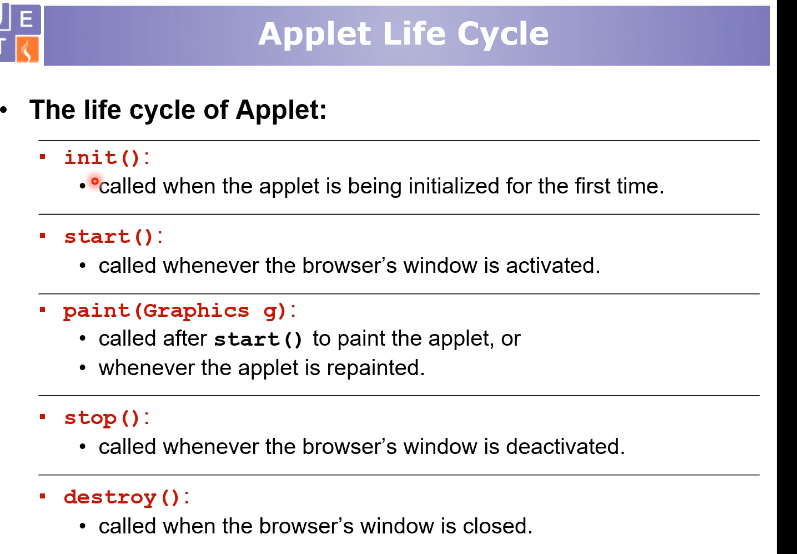 U E
T
Applet Life Cycle
• The life cycle of Applet:
▪ init():
• called when the applet is being initialized for the first time.
▪ start():
• called whenever the browser’s window is activated.
▪ paint(Graphics g):
• called after start() to paint the applet, or
• whenever the applet is repainted.
▪ stop():
• called whenever the browser’s window is deactivated.
▪ destroy():
• called when the browser’s window is closed.